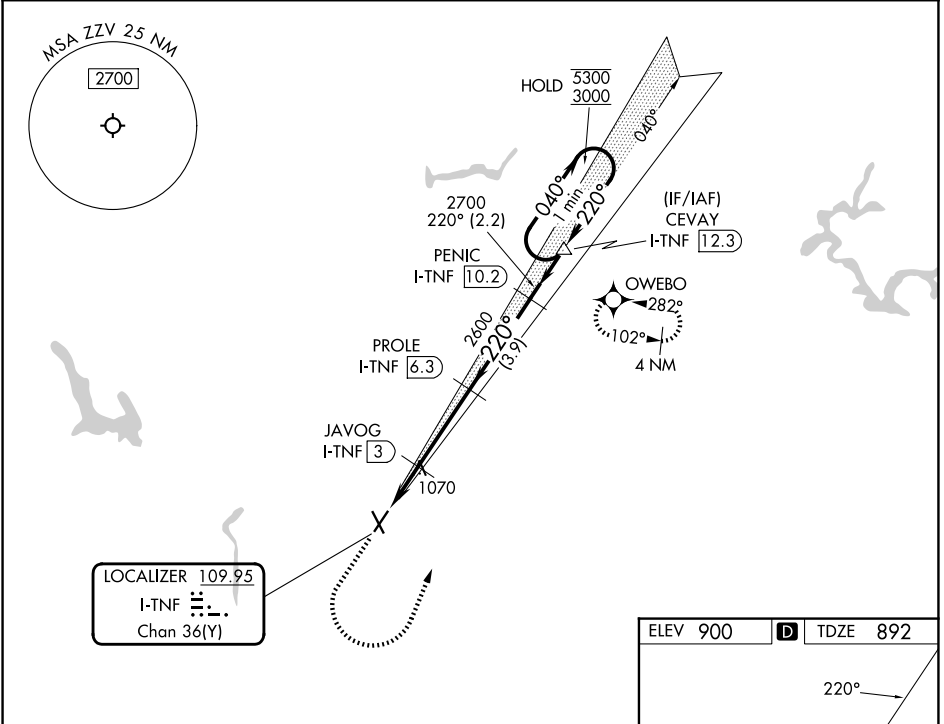 MSA ZZV 25 NM
2700
HOLD 5300
3000
040°
040°
1 min
220°
2700
220° (2.2)
(IF/IAF)
CEVAY
I-TNF 12.3
PENIC
I-TNF 10.2
OWEBO
282°
102°
4 NM
2600
220°
(3.9)
PROLE
I-TNF 6.3
JAVOG
I-TNF 3
1070
LOCALIZER 109.95
I-TNF
Chan 36(Y)
ELEV 900 D TDZE 892
220°